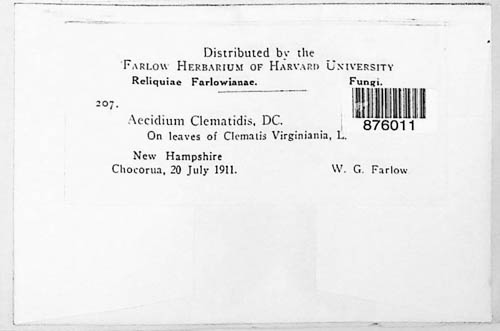 Distributed by the
FARLOW HERBARIUM OF HARVARD UNIVERSITY
Reliquiae Farlowianae. Fungi.
207.
Aecidium Clematidis, DC.
On leaves of Clematis Virginiania, L.
876011
New Hampshire
Chocorua, 20 July 1911. W. G. Farlow